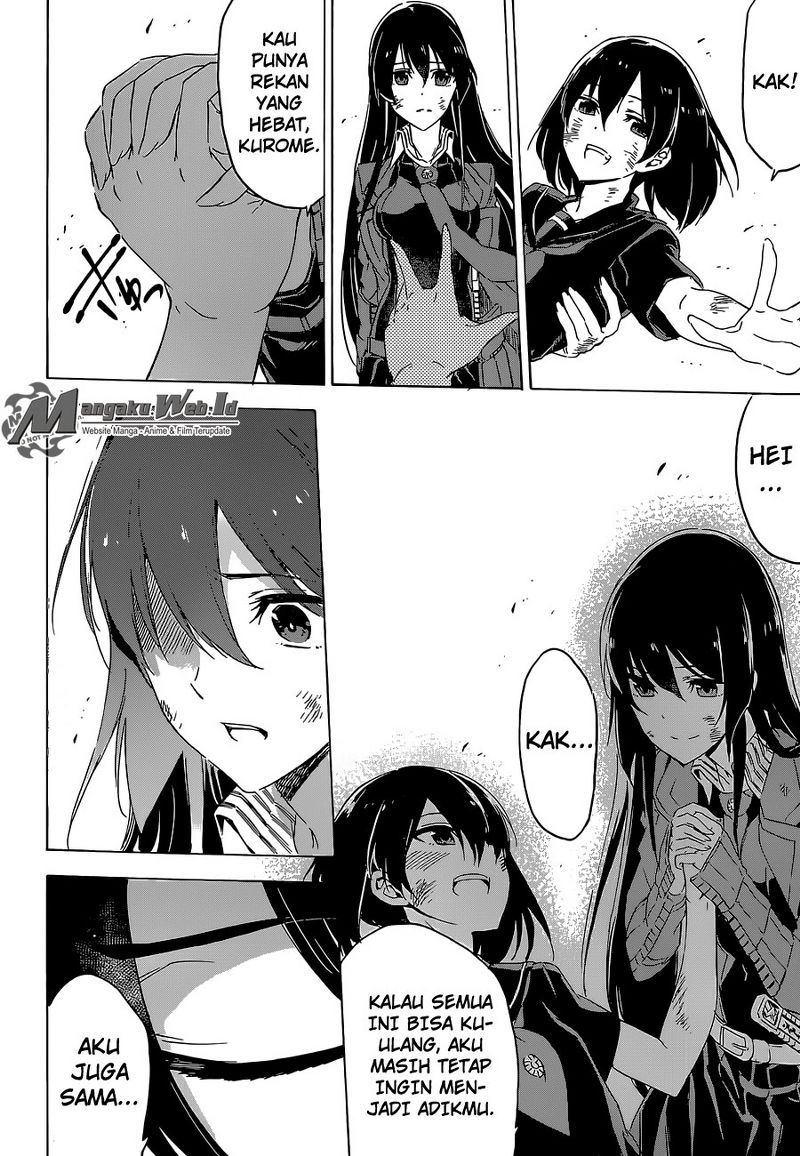 KAK!
KAU
PUNYA
REKAN
YANG
HEBAT,
KUROME.
Mangaku.Web.Id
Website Manga - Anime & Film Terupdate
HEI
...
KAK...
KALAU SEMUA
INI BISA KU-
ULANG, AKU
MASIH TETAP
INGIN MEN-
JADI ADIKMU.
AKU
JUGA
SAMA...